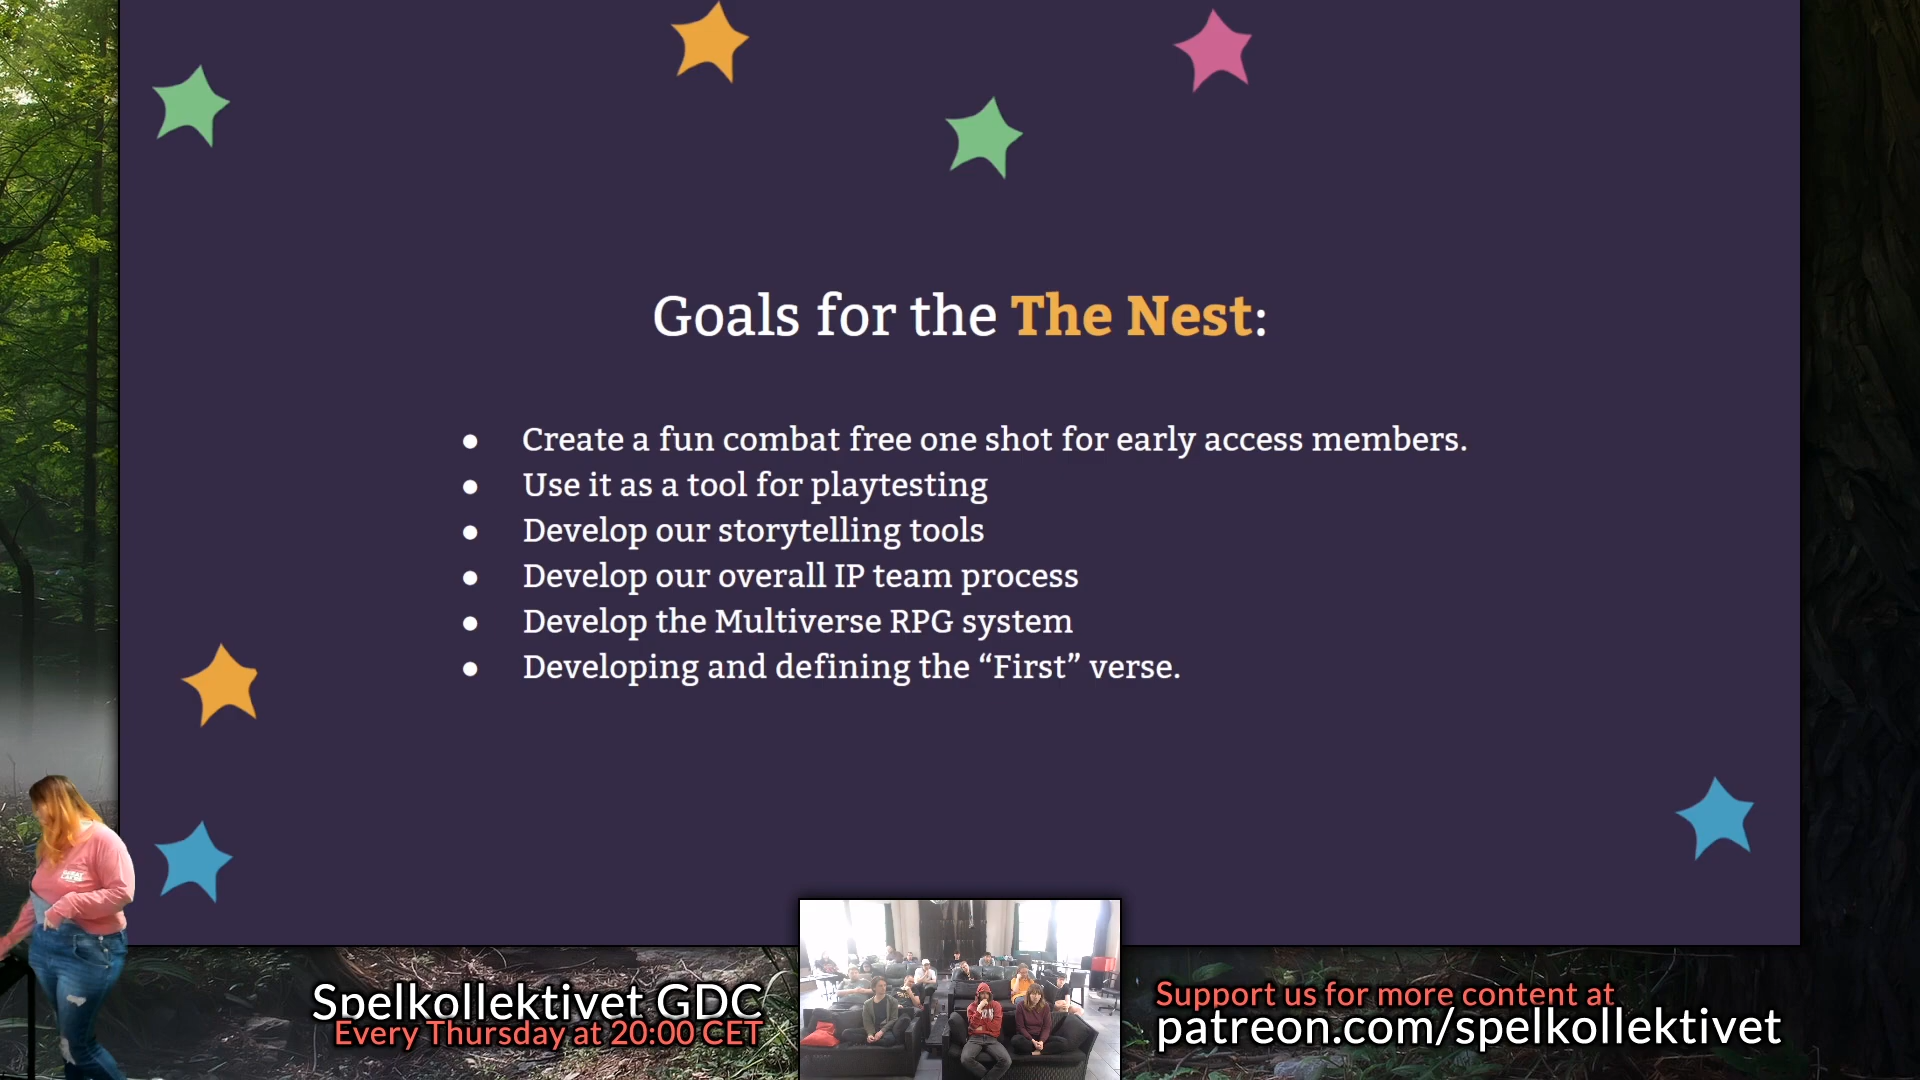 Goals for the The Nest:
● Create a fun combat free one shot for early access members.
● Use it as a tool for playtesting
● Develop our storytelling tools
● Develop our overall IP team process
● Develop the Multiverse RPG system
● Developing and defining the “First” verse.
Spelkollektivet GDC
Every Thursday at 20:00 CET
Support us for more content at
patreon.com/spelkollektivet